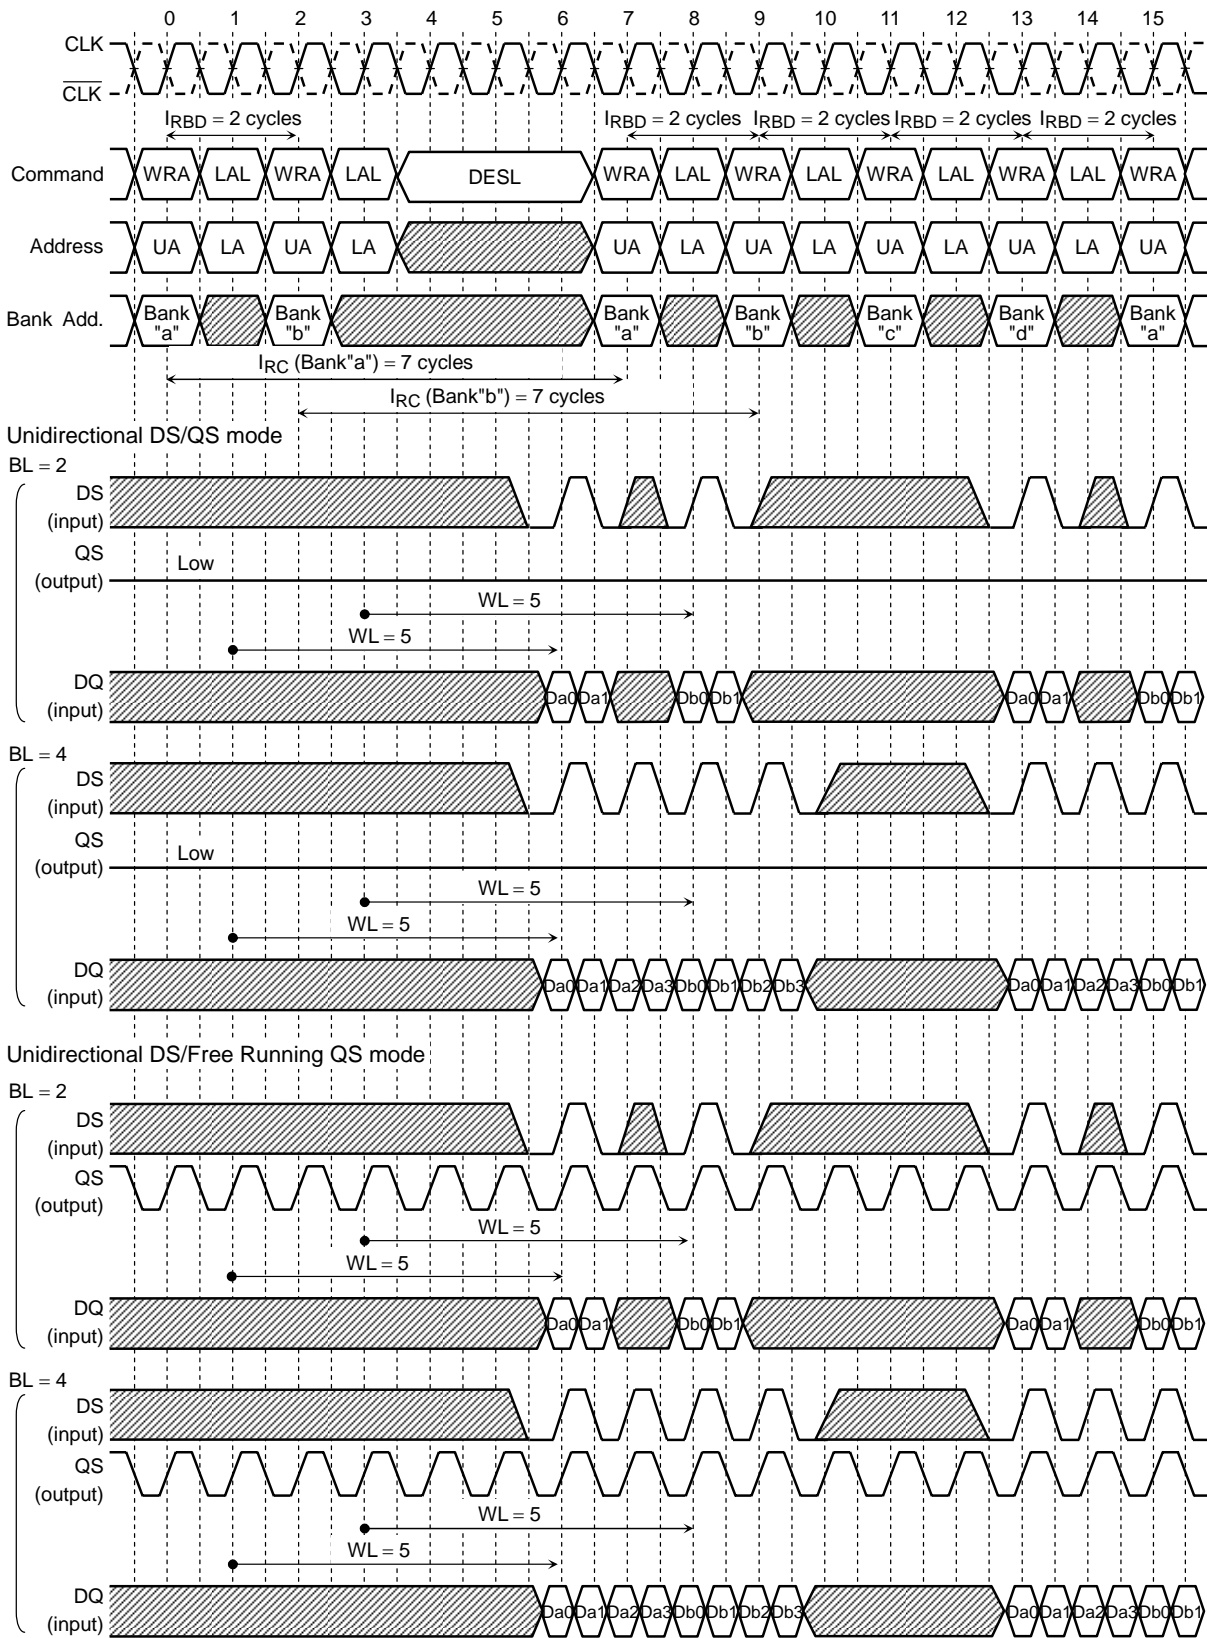 0 1 2 3 4 5 6 7 8 9 10 11 12 13 14 15
CLK
CLK
IRBD = 2 cycles IRBD = 2 cycles IRBD = 2 cycles IRBD = 2 cycles IRBD = 2 cycles
Command WRA LAL WRA LAL DESL WRA LAL WRA LAL WRA LAL WRA LAL WRA
Address UA LA UA LA UA LA UA LA UA LA UA LA UA
Bank Add. Bank "a" Bank "b" Bank "a" Bank "b" Bank "c" Bank "d" Bank "a"
IRC (Bank"a") = 7 cycles
IRC (Bank"b") = 7 cycles
Unidirectional DS/QS mode
BL = 2
DS
(input)
QS
(output)
Low
WL = 5
WL = 5
DQ
(input)
Da0 Da1 Db0 Db1 Da0 Da1 Db0 Db1
BL = 4
DS
(input)
QS
(output)
Low
WL = 5
WL = 5
DQ
(input)
Da0 Da1 Da2 Da3 Db0 Db1 Db2 Db3 Da0 Da1 Da2 Da3 Db0 Db1
Unidirectional DS/Free Running QS mode
BL = 2
DS
(input)
QS
(output)
WL = 5
WL = 5
DQ
(input)
Da0 Da1 Db0 Db1 Da0 Da1 Db0 Db1
BL = 4
DS
(input)
QS
(output)
WL = 5
WL = 5
DQ
(input)
Da0 Da1 Da2 Da3 Db0 Db1 Db2 Db3 Da0 Da1 Da2 Da3 Db0 Db1